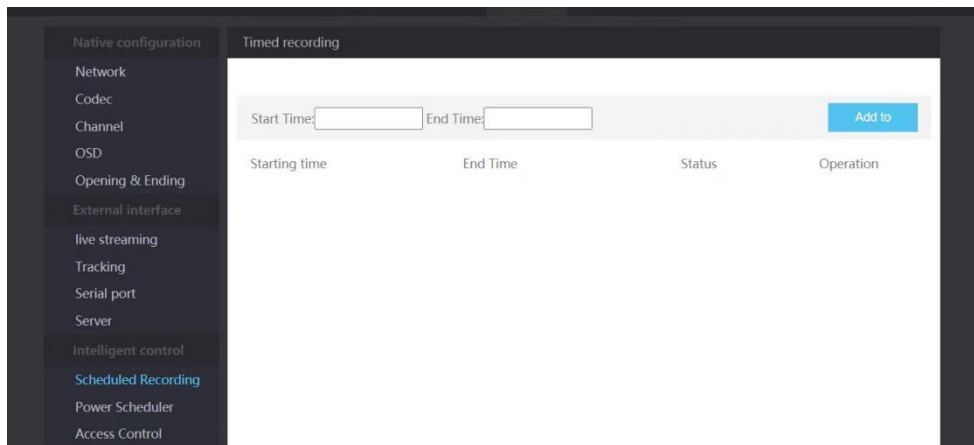 Native configuration
Network
Codec
Channel
OSD
Opening & Ending
External interface
live streaming
Tracking
Serial port
Server
Intelligent control
Scheduled Recording
Power Scheduler
Access Control
Timed recording
Start Time: End Time: Add to
Starting time End Time Status Operation